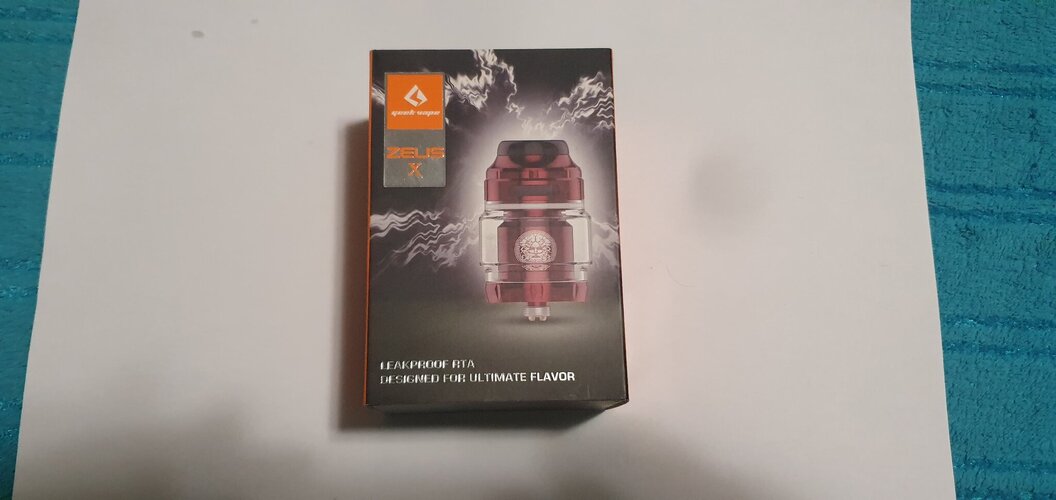 geekvape
ZEUS
X
LEAKPROOF RTA
DESIGNED FOR ULTIMATE FLAVOR